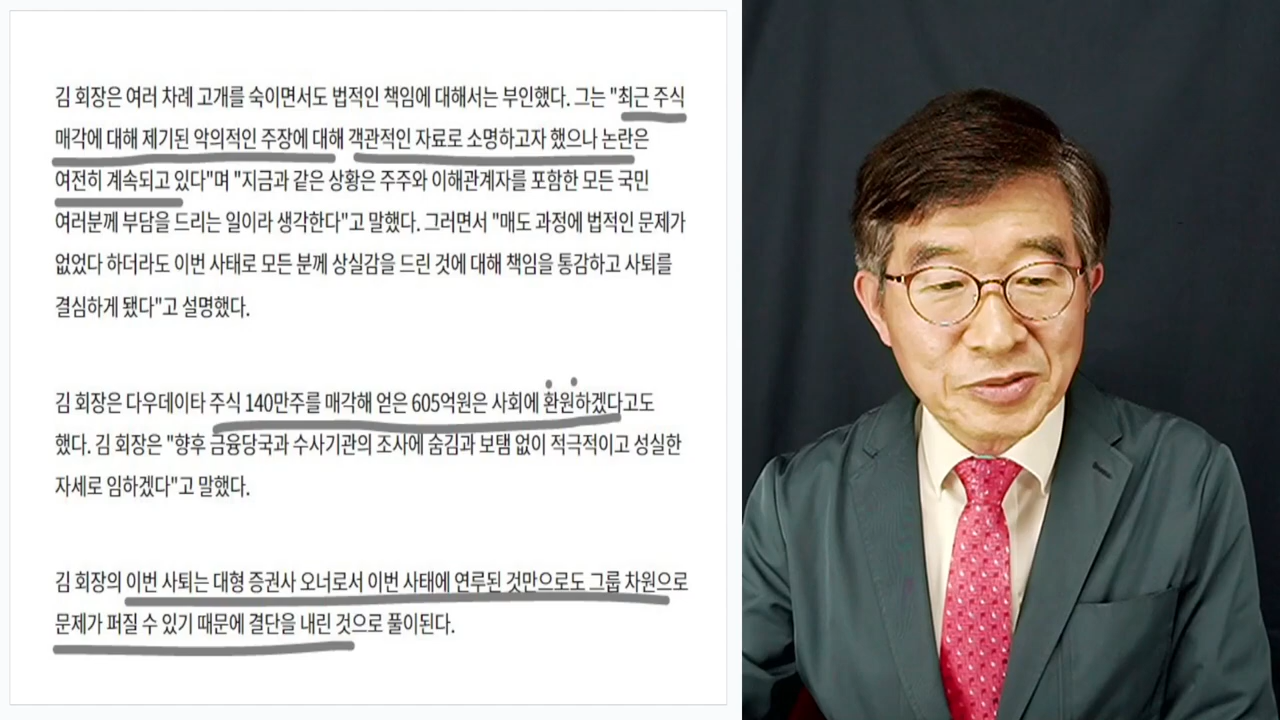 김 회장은 여러 차례 고개를 숙이면서도 법적인 책임에 대해서는 부인했다. 그는 "최근 주식
매각에 대해 제기된 악의적인 주장에 대해 객관적인 자료로 소명하고자 했으나 논란은
여전히 계속되고 있다"며 "지금과 같은 상황은 주주와 이해관계자를 포함한 모든 국민
여러분께 부담을 드리는 일이라 생각한다"고 말했다. 그러면서 "매도 과정에 법적인 문제가
없었다 하더라도 이번 사태로 모든 분께 상실감을 드린 것에 대해 책임을 통감하고 사퇴를
결심하게 됐다"고 설명했다.
김 회장은 다우데이타 주식 140만주를 매각해 얻은 605억원은 사회에 환원하겠다고도
했다. 김 회장은 "향후 금융당국과 수사기관의 조사에 숨김과 보탬 없이 적극적이고 성실한
자세로 임하겠다"고 말했다.
김 회장의 이번 사퇴는 대형 증권사 오너로서 이번 사태에 연루된 것만으로도 그룹 차원으로
문제가 퍼질 수 있기 때문에 결단을 내린 것으로 풀이된다.